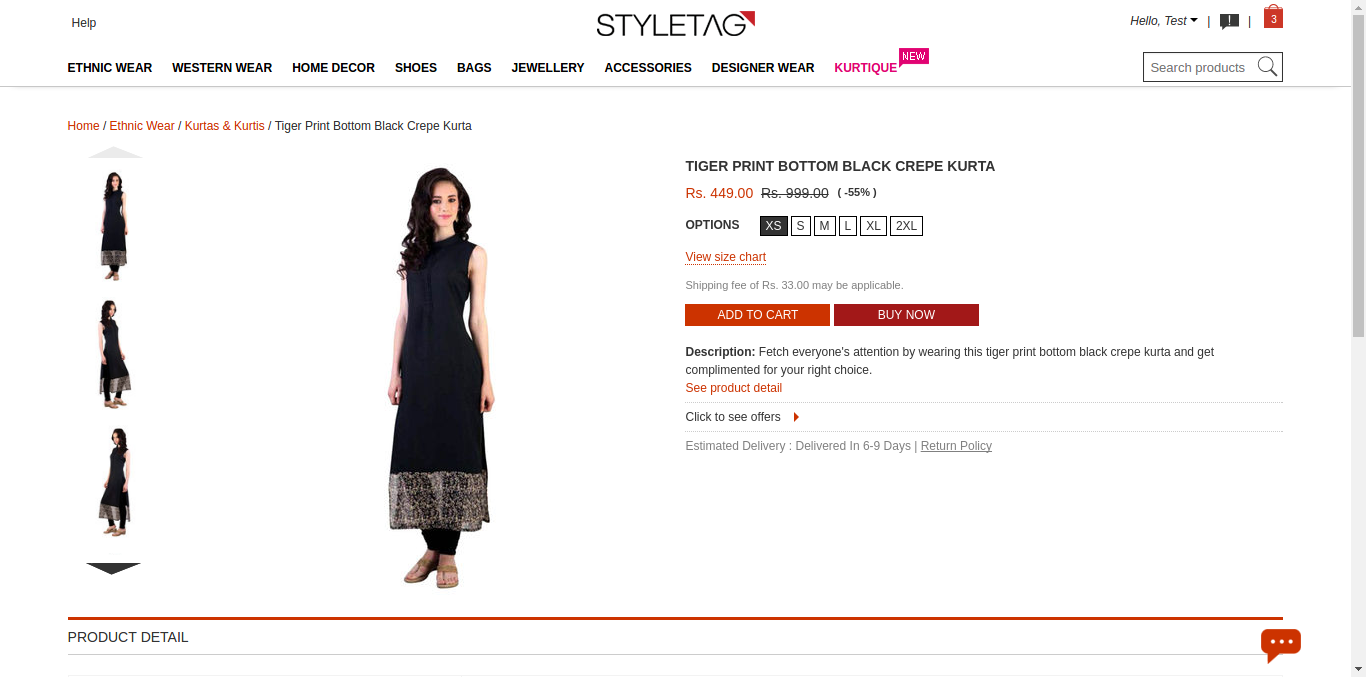 Help
STYLETAG
Hello, Test | ! | 3
ETHNIC WEAR WESTERN WEAR HOME DECOR SHOES BAGS JEWELLERY ACCESSORIES DESIGNER WEAR KURTIQUE NEW
Search products
Home / Ethnic Wear / Kurtas & Kurtis / Tiger Print Bottom Black Crepe Kurta
TIGER PRINT BOTTOM BLACK CREPE KURTA
Rs. 449.00 Rs. 999.00 ( -55% )
OPTIONS XS S M L XL 2XL
View size chart
Shipping fee of Rs. 33.00 may be applicable.
ADD TO CART BUY NOW
Description: Fetch everyone's attention by wearing this tiger print bottom black crepe kurta and get
complimented for your right choice.
See product detail
Click to see offers
Estimated Delivery : Delivered In 6-9 Days | Return Policy
PRODUCT DETAIL